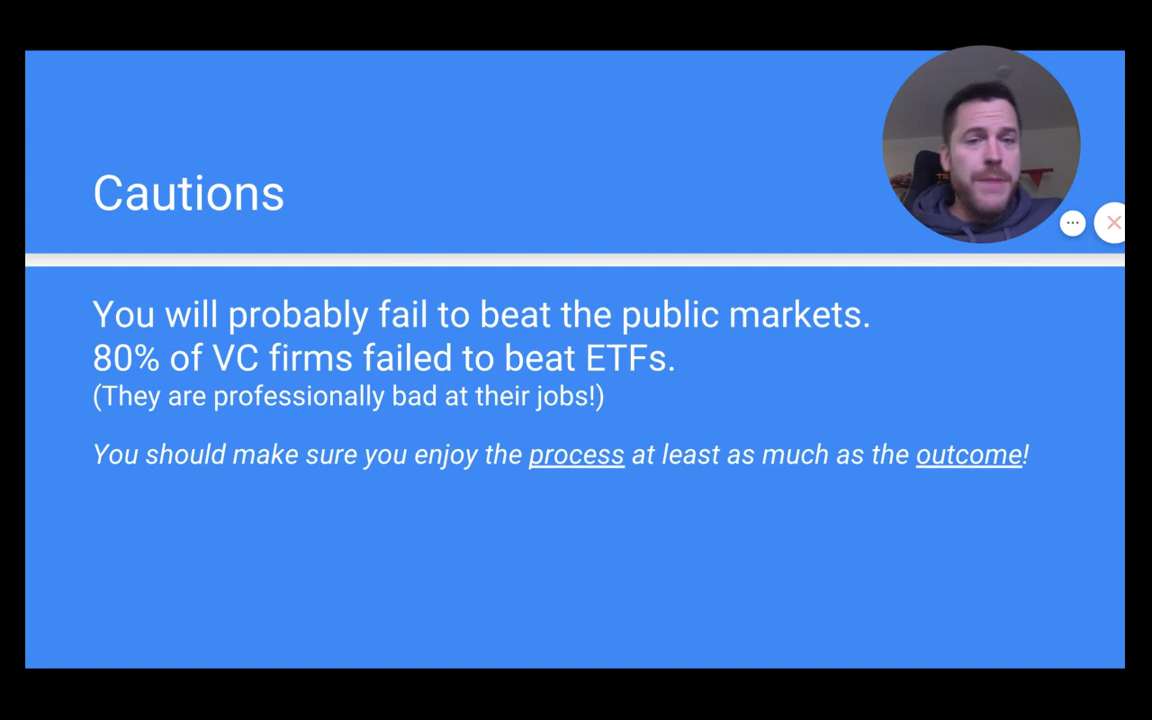 Cautions
You will probably fail to beat the public markets.
80% of VC firms failed to beat ETFs.
(They are professionally bad at their jobs!)
You should make sure you enjoy the process at least as much as the outcome!